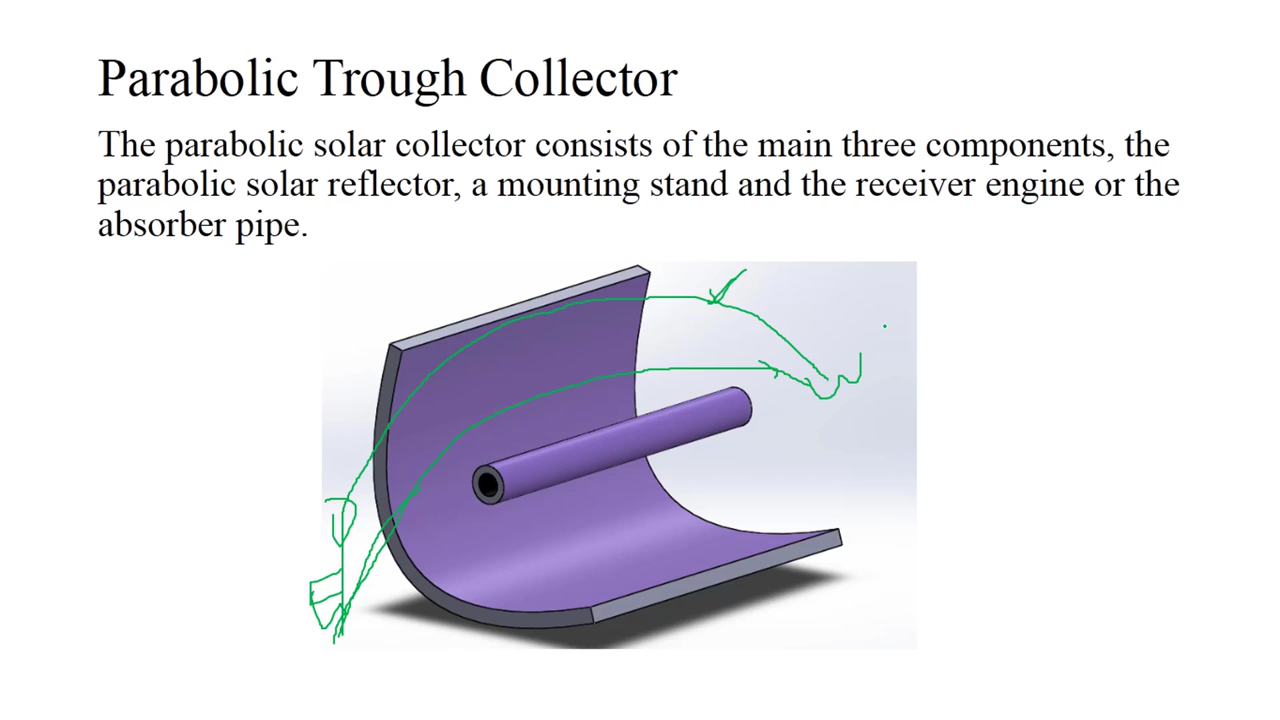 Parabolic Trough Collector
The parabolic solar collector consists of the main three components, the
parabolic solar reflector, a mounting stand and the receiver engine or the
absorber pipe.